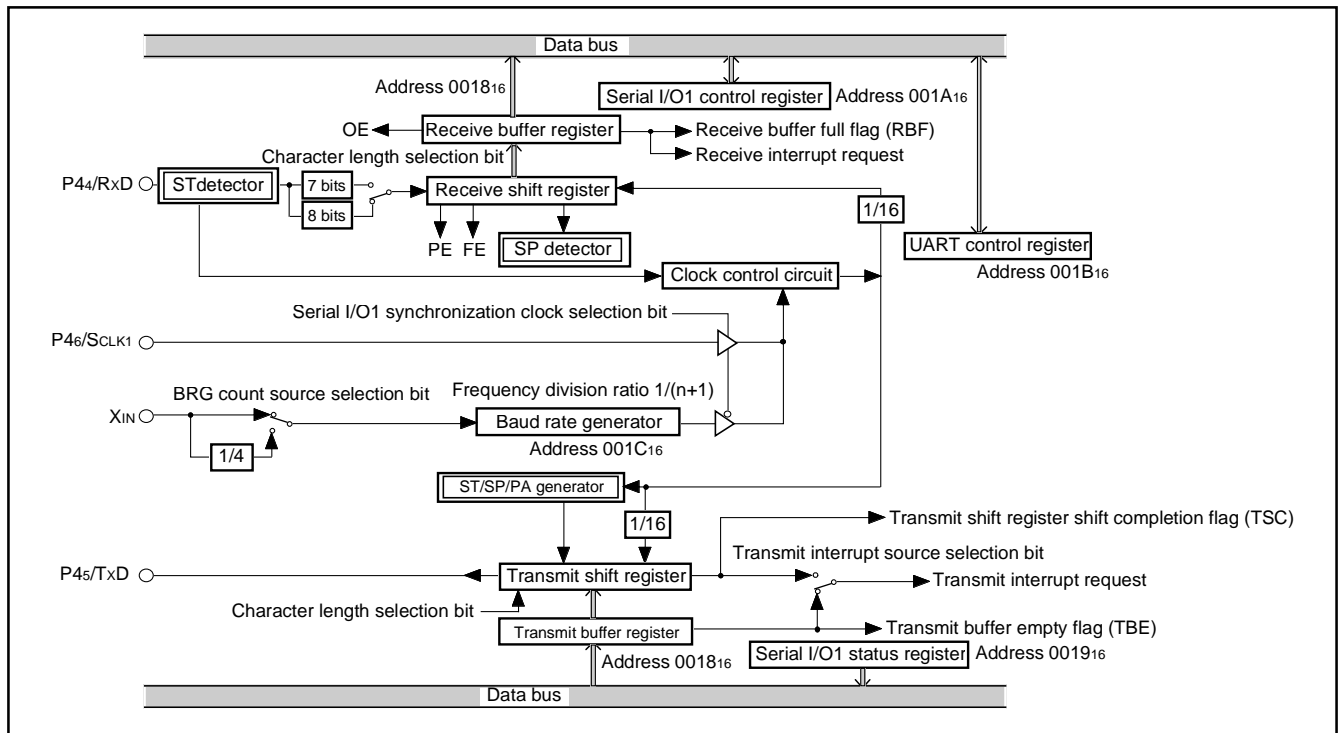 Data bus
Address 0018₁₆
Serial I/O1 control register
Address 001A₁₆
OE
Receive buffer register
Receive buffer full flag (RBF)
Receive interrupt request
Character length selection bit
P4₄/RxD
STdetector
7 bits
8 bits
Receive shift register
1/16
PE
FE
SP detector
UART control register
Address 001B₁₆
Clock control circuit
Serial I/O1 synchronization clock selection bit
P4₆/SCLK1
BRG count source selection bit
Frequency division ratio 1/(n+1)
XIN
Baud rate generator
1/4
Address 001C₁₆
ST/SP/PA generator
1/16
Transmit shift register shift completion flag (TSC)
Transmit interrupt source selection bit
P4₅/TxD
Transmit shift register
Transmit interrupt request
Character length selection bit
Transmit buffer register
Transmit buffer empty flag (TBE)
Address 0018₁₆
Serial I/O1 status register
Address 0019₁₆
Data bus